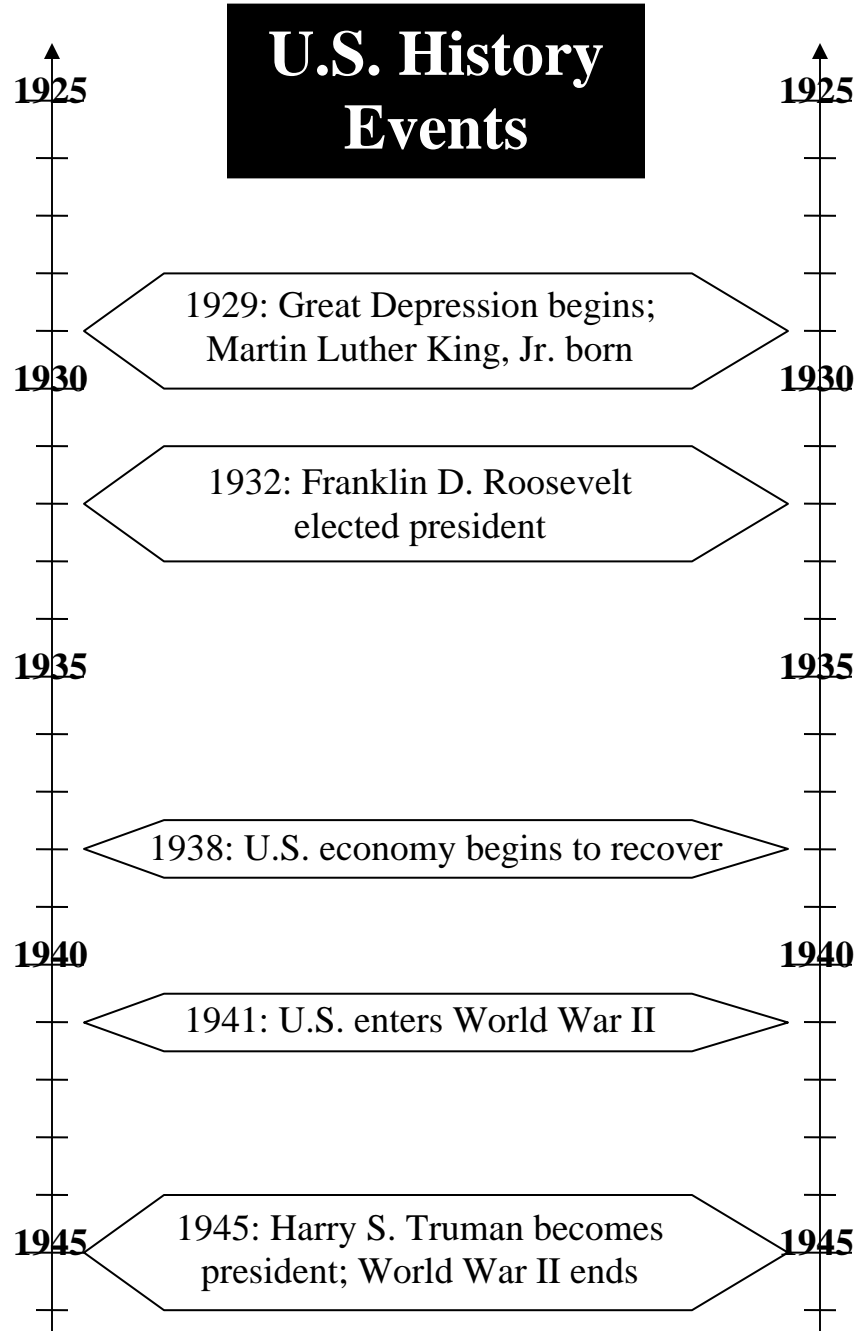 U.S. History
Events
1925 1925
1929: Great Depression begins;
Martin Luther King, Jr. born
1930 1930
1932: Franklin D. Roosevelt
elected president
1935 1935
1938: U.S. economy begins to recover
1940 1940
1941: U.S. enters World War II
1945: Harry S. Truman becomes
1945 1945
president; World War II ends